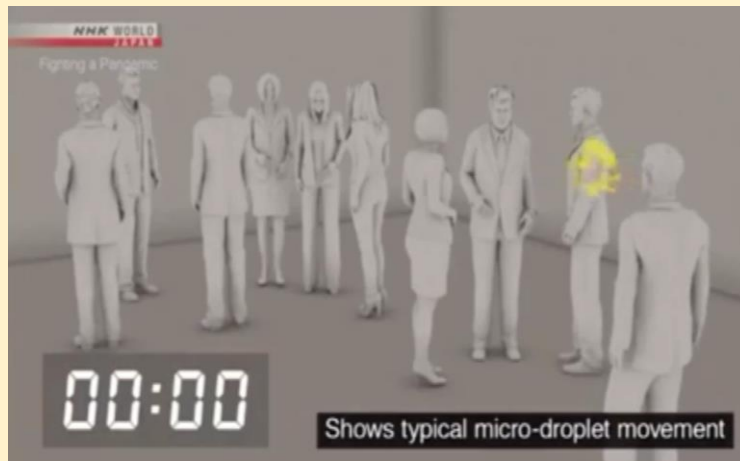 NHK WORLD
JAPAN
Fighting a Pandemic
00:00
Shows typical micro-droplet movement